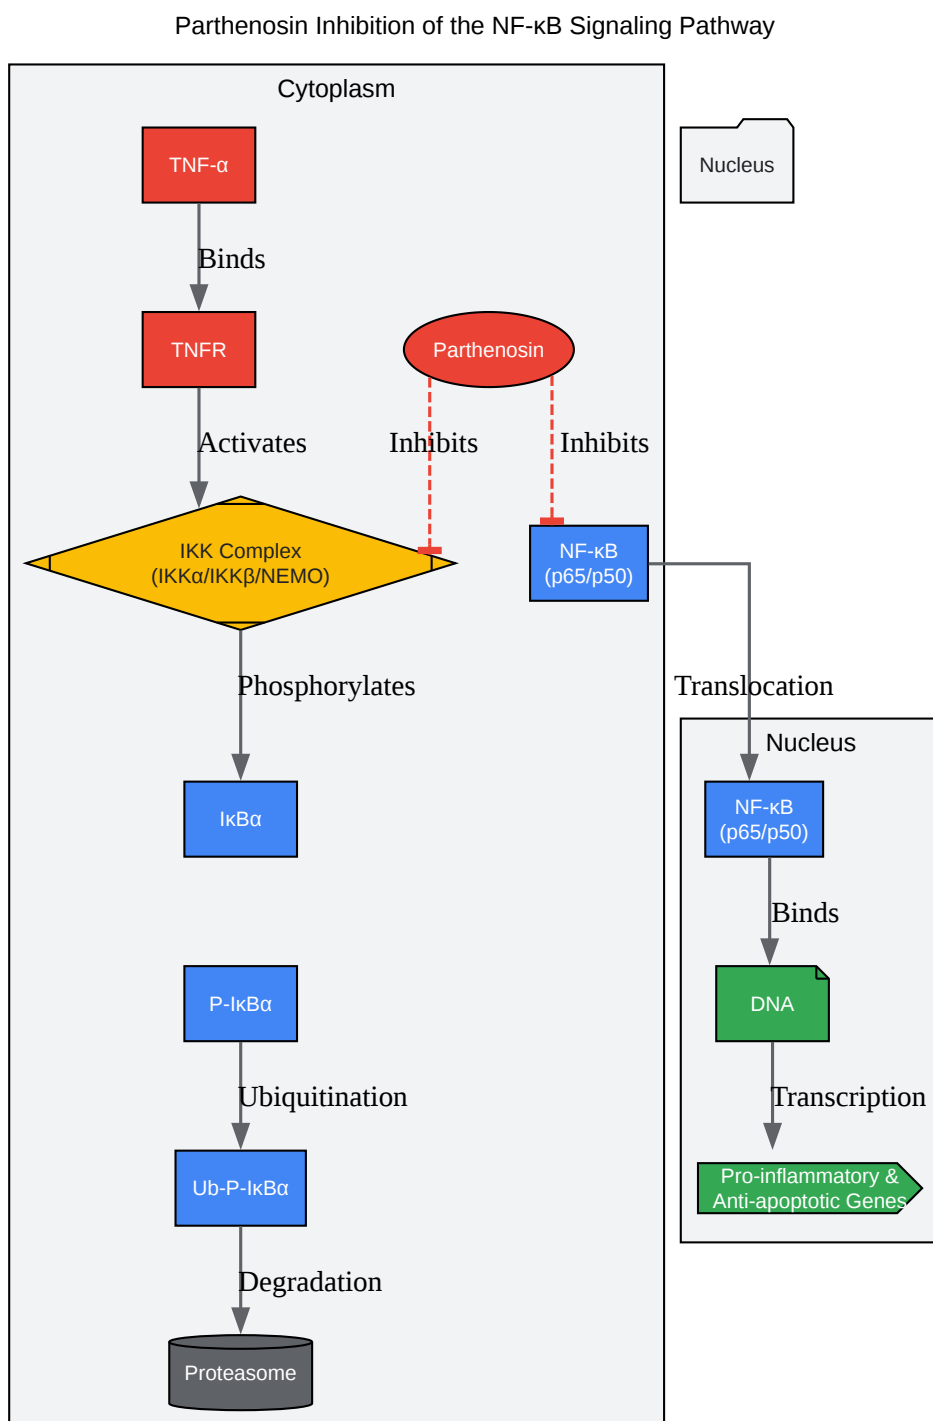 Parthenosin Inhibition of the NF-κB Signaling Pathway
Cytoplasm
TNF-α
Nucleus
Binds
TNFR
Parthenosin
Activates
Inhibits
Inhibits
IKK Complex
(IKKα/IKKβ/NEMO)
NF-κB
(p65/p50)
Phosphorylates
Translocation
Nucleus
IκBα
NF-κB
(p65/p50)
Binds
P-IκBα
DNA
Ubiquitination
Transcription
Ub-P-IκBα
Pro-inflammatory &
Anti-apoptotic Genes
Degradation
Proteasome